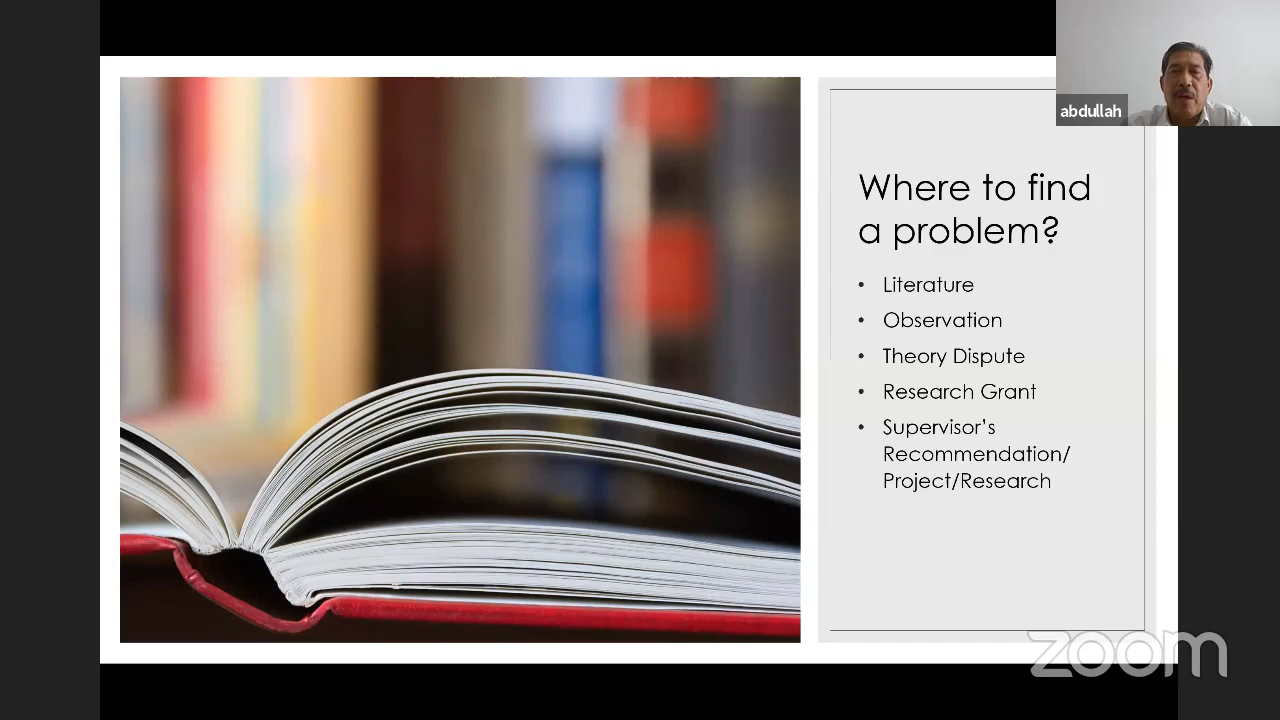 abdullah
Where to find
a problem?
• Literature
• Observation
• Theory Dispute
• Research Grant
• Supervisor's
Recommendation/
Project/Research
zoom